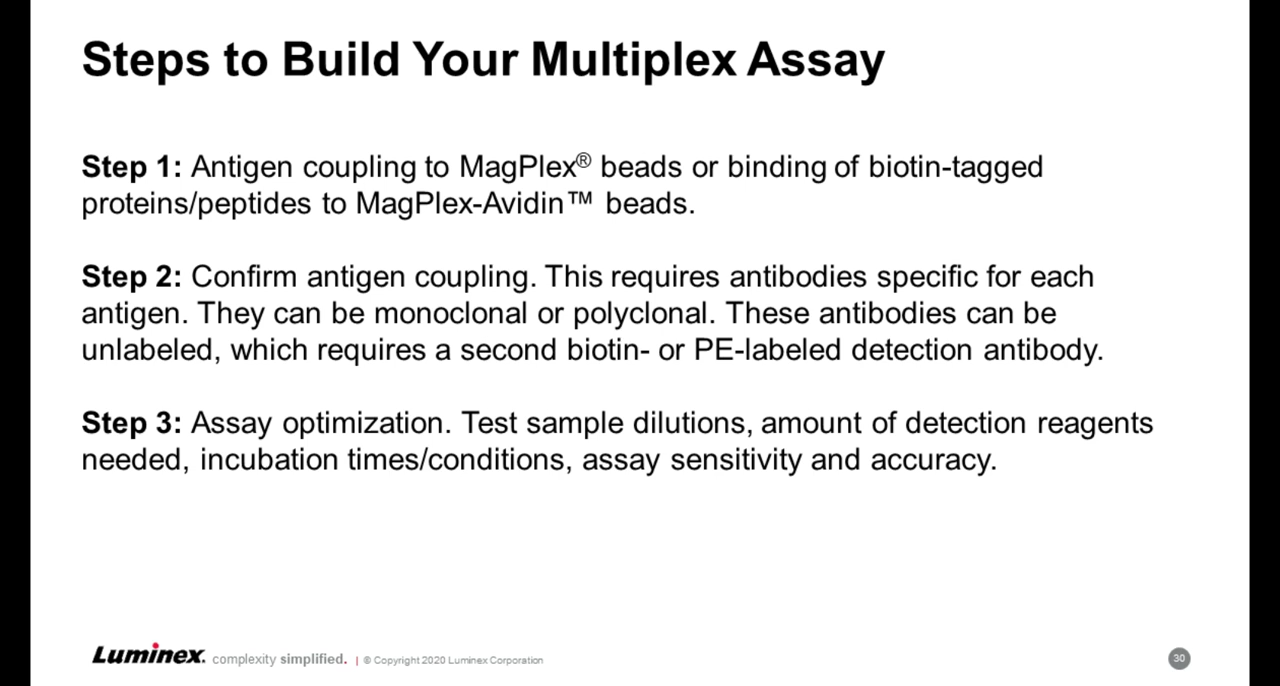 Steps to Build Your Multiplex Assay
Step 1: Antigen coupling to MagPlex® beads or binding of biotin-tagged
proteins/peptides to MagPlex-Avidin™ beads.
Step 2: Confirm antigen coupling. This requires antibodies specific for each
antigen. They can be monoclonal or polyclonal. These antibodies can be
unlabeled, which requires a second biotin- or PE-labeled detection antibody.
Step 3: Assay optimization. Test sample dilutions, amount of detection reagents
needed, incubation times/conditions, assay sensitivity and accuracy.
Luminex. complexity simplified. | © Copyright 2020 Luminex Corporation
30